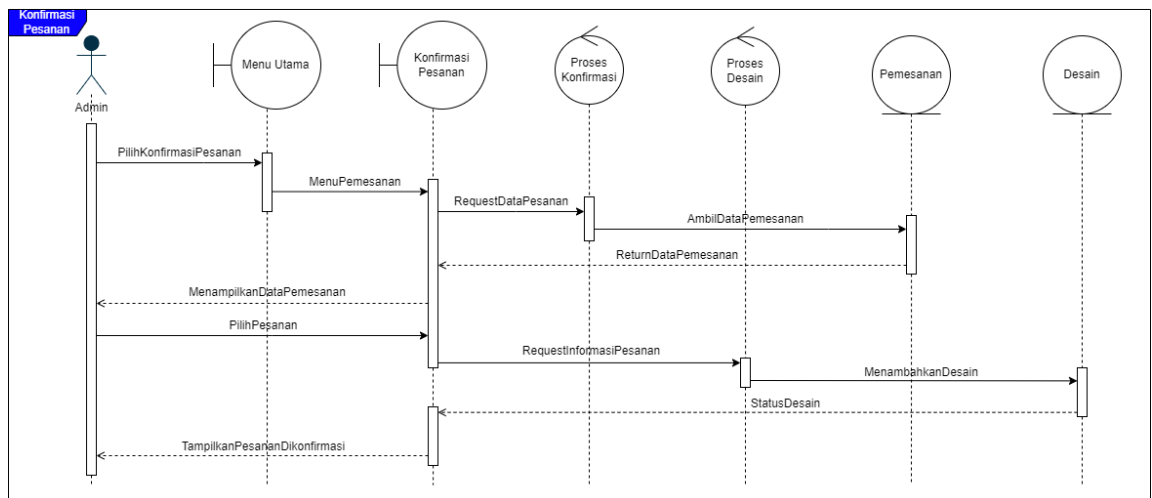 Konfirmasi
Pesanan
Admin
Menu Utama
Konfirmasi
Pesanan
Proses
Konfirmasi
Proses
Desain
Pemesanan
Desain
PilihKonfirmasiPesanan
MenuPemesanan
RequestDataPesanan
AmbilDataPemesanan
ReturnDataPemesanan
MenampilkanDataPemesanan
PilihPesanan
RequestInformasiPesanan
MenambahkanDesain
StatusDesain
TampilkanPesananDikonfirmasi